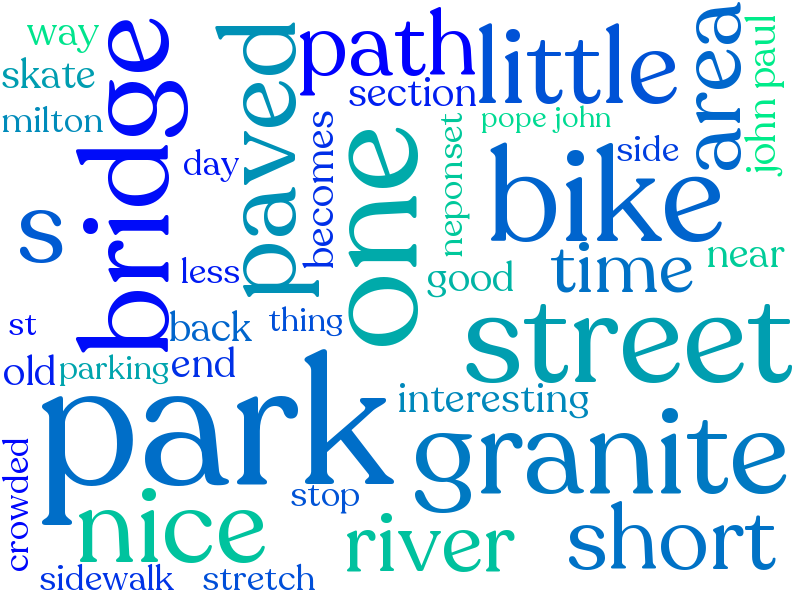 way
bridge
paved
path
little
area
john paul
skate
section
milton
pope john
becomes
one
neponset
side
day
bike
s
less
good
time
near
st
back
thing
street
old
parking
end
park
interesting
granite
crowded
nice
stop
river
short
sidewalk
stretch